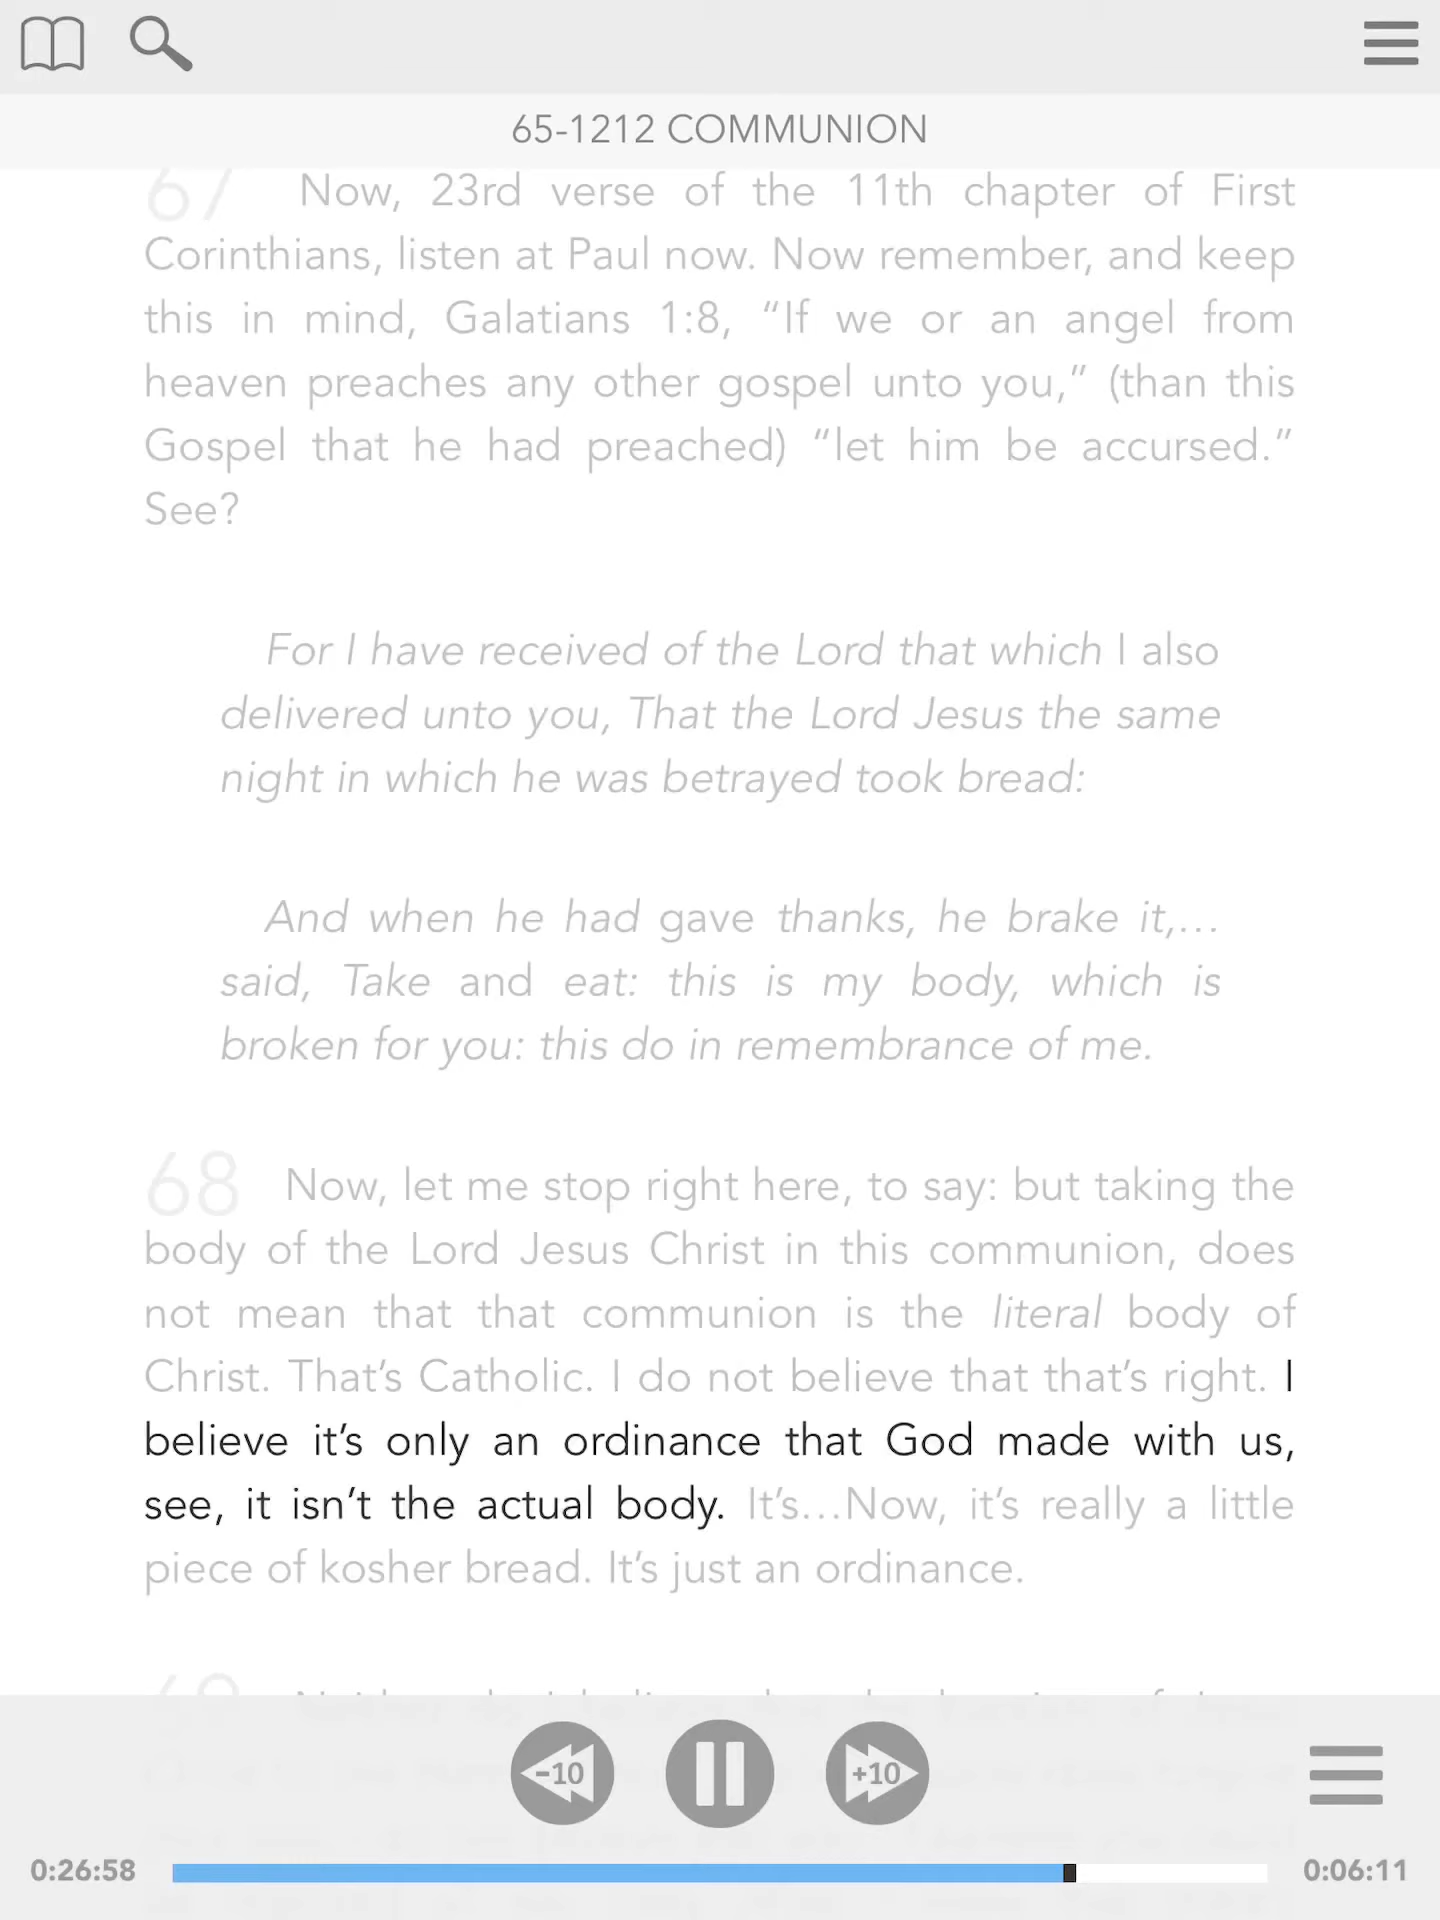 65-1212 COMMUNION
67 Now, 23rd verse of the 11th chapter of First
Corinthians, listen at Paul now. Now remember, and keep
this in mind, Galatians 1:8, “If we or an angel from
heaven preaches any other gospel unto you,” (than this
Gospel that he had preached) “let him be accursed.”
See?
For I have received of the Lord that which I also
delivered unto you, That the Lord Jesus the same
night in which he was betrayed took bread:
And when he had gave thanks, he brake it,…
said, Take and eat: this is my body, which is
broken for you: this do in remembrance of me.
68 Now, let me stop right here, to say: but taking the
body of the Lord Jesus Christ in this communion, does
not mean that that communion is the literal body of
Christ. That’s Catholic. I do not believe that that’s right. I
believe it’s only an ordinance that God made with us,
see, it isn’t the actual body. It’s…Now, it’s really a little
piece of kosher bread. It’s just an ordinance.
-10 +10
0:26:58 0:06:11